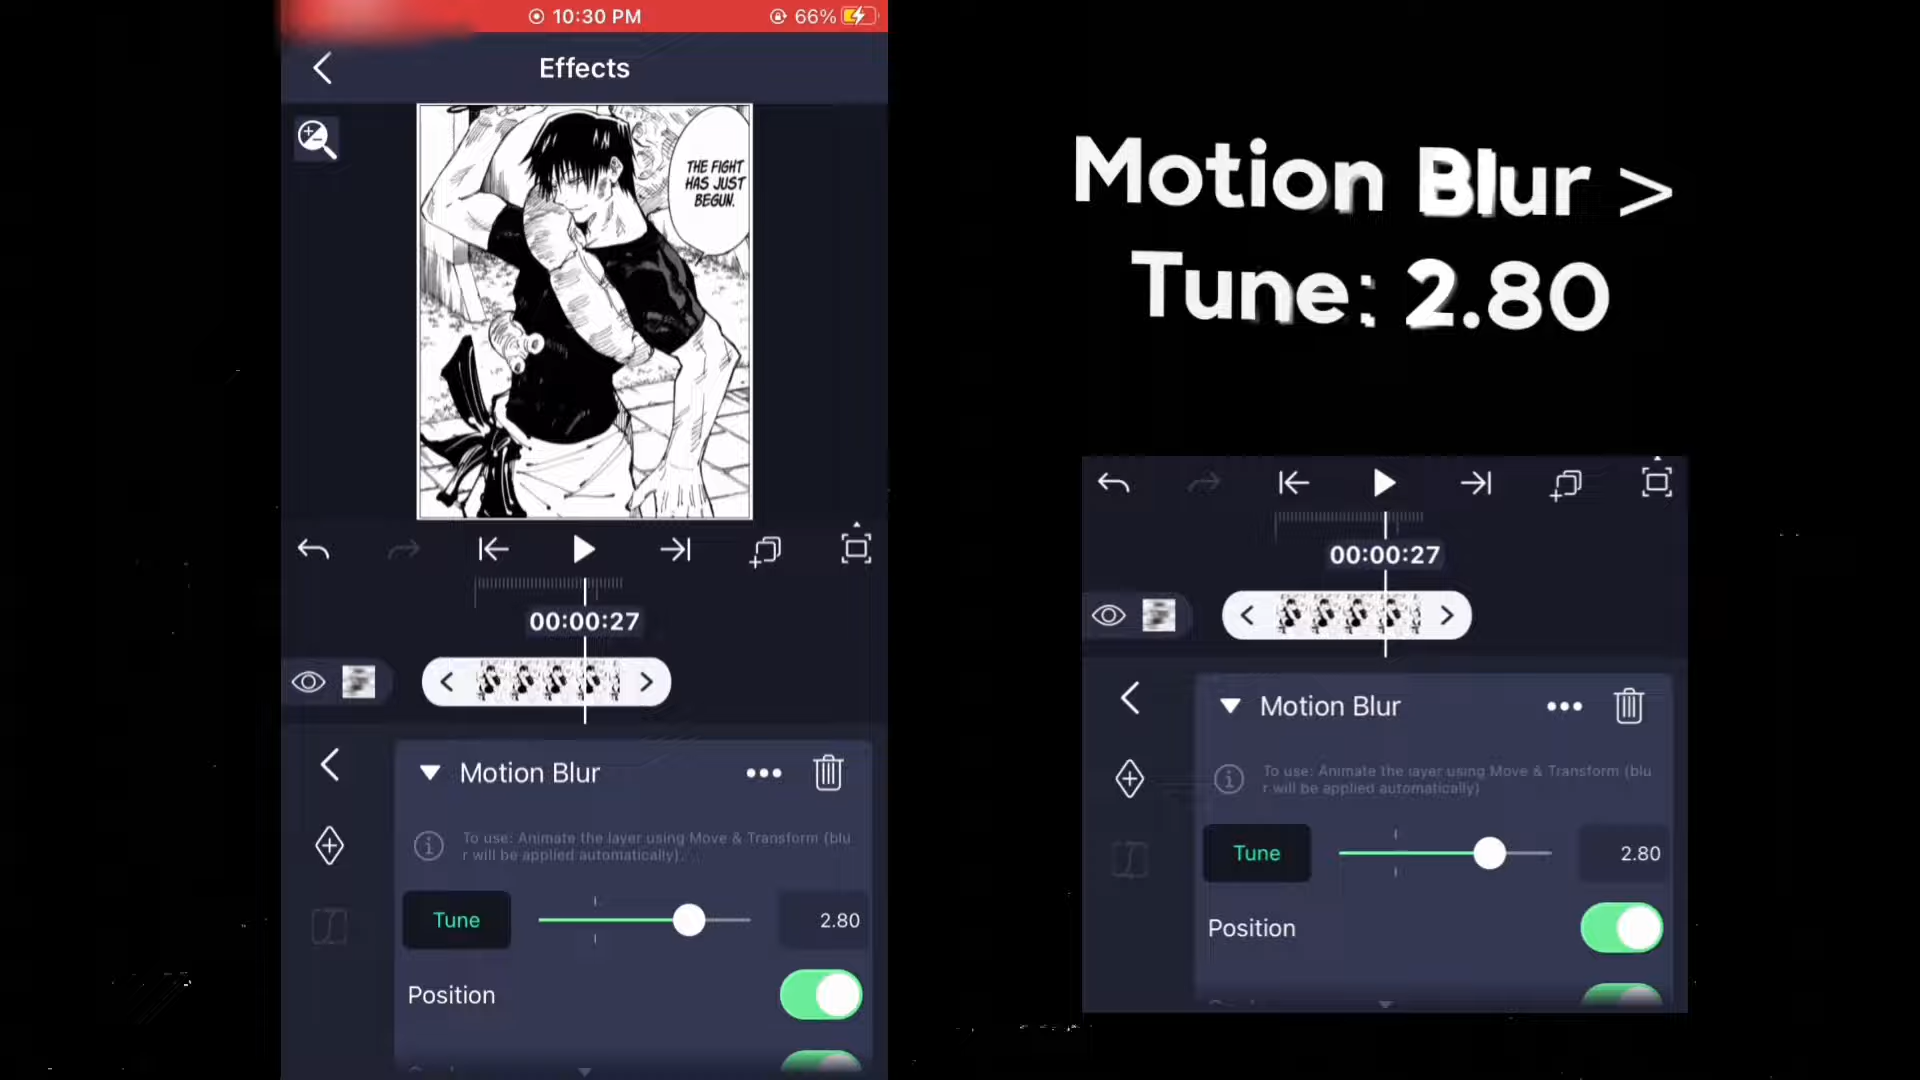 10:30 PM
66%
Effects
THE FIGHT
HAS JUST
BEGUN.
00:00:27
Motion Blur
To use: Animate the layer using Move & Transform (blu
r will be applied automatically).
Tune
2.80
Position
Motion Blur >
Tune: 2.80
00:00:27
Motion Blur
To use: Animate the layer using Move & Transform (blu
r will be applied automatically)
Tune
2.80
Position